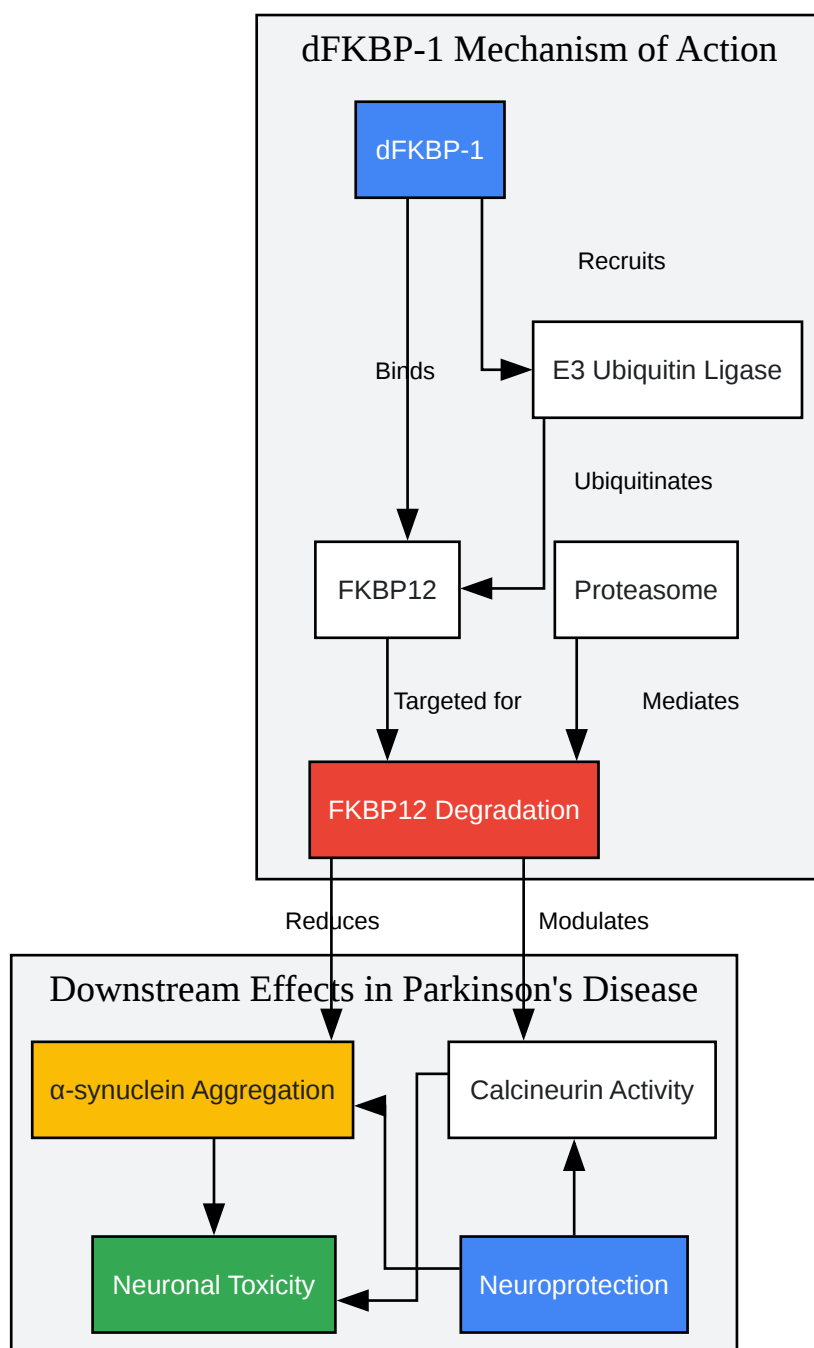 dFKBP-1 Mechanism of Action
dFKBP-1
Recruits
Binds
E3 Ubiquitin Ligase
Ubiquitinates
FKBP12
Proteasome
Targeted for
Mediates
FKBP12 Degradation
Reduces
Modulates
Downstream Effects in Parkinson's Disease
α-synuclein Aggregation
Calcineurin Activity
Neuronal Toxicity
Neuroprotection